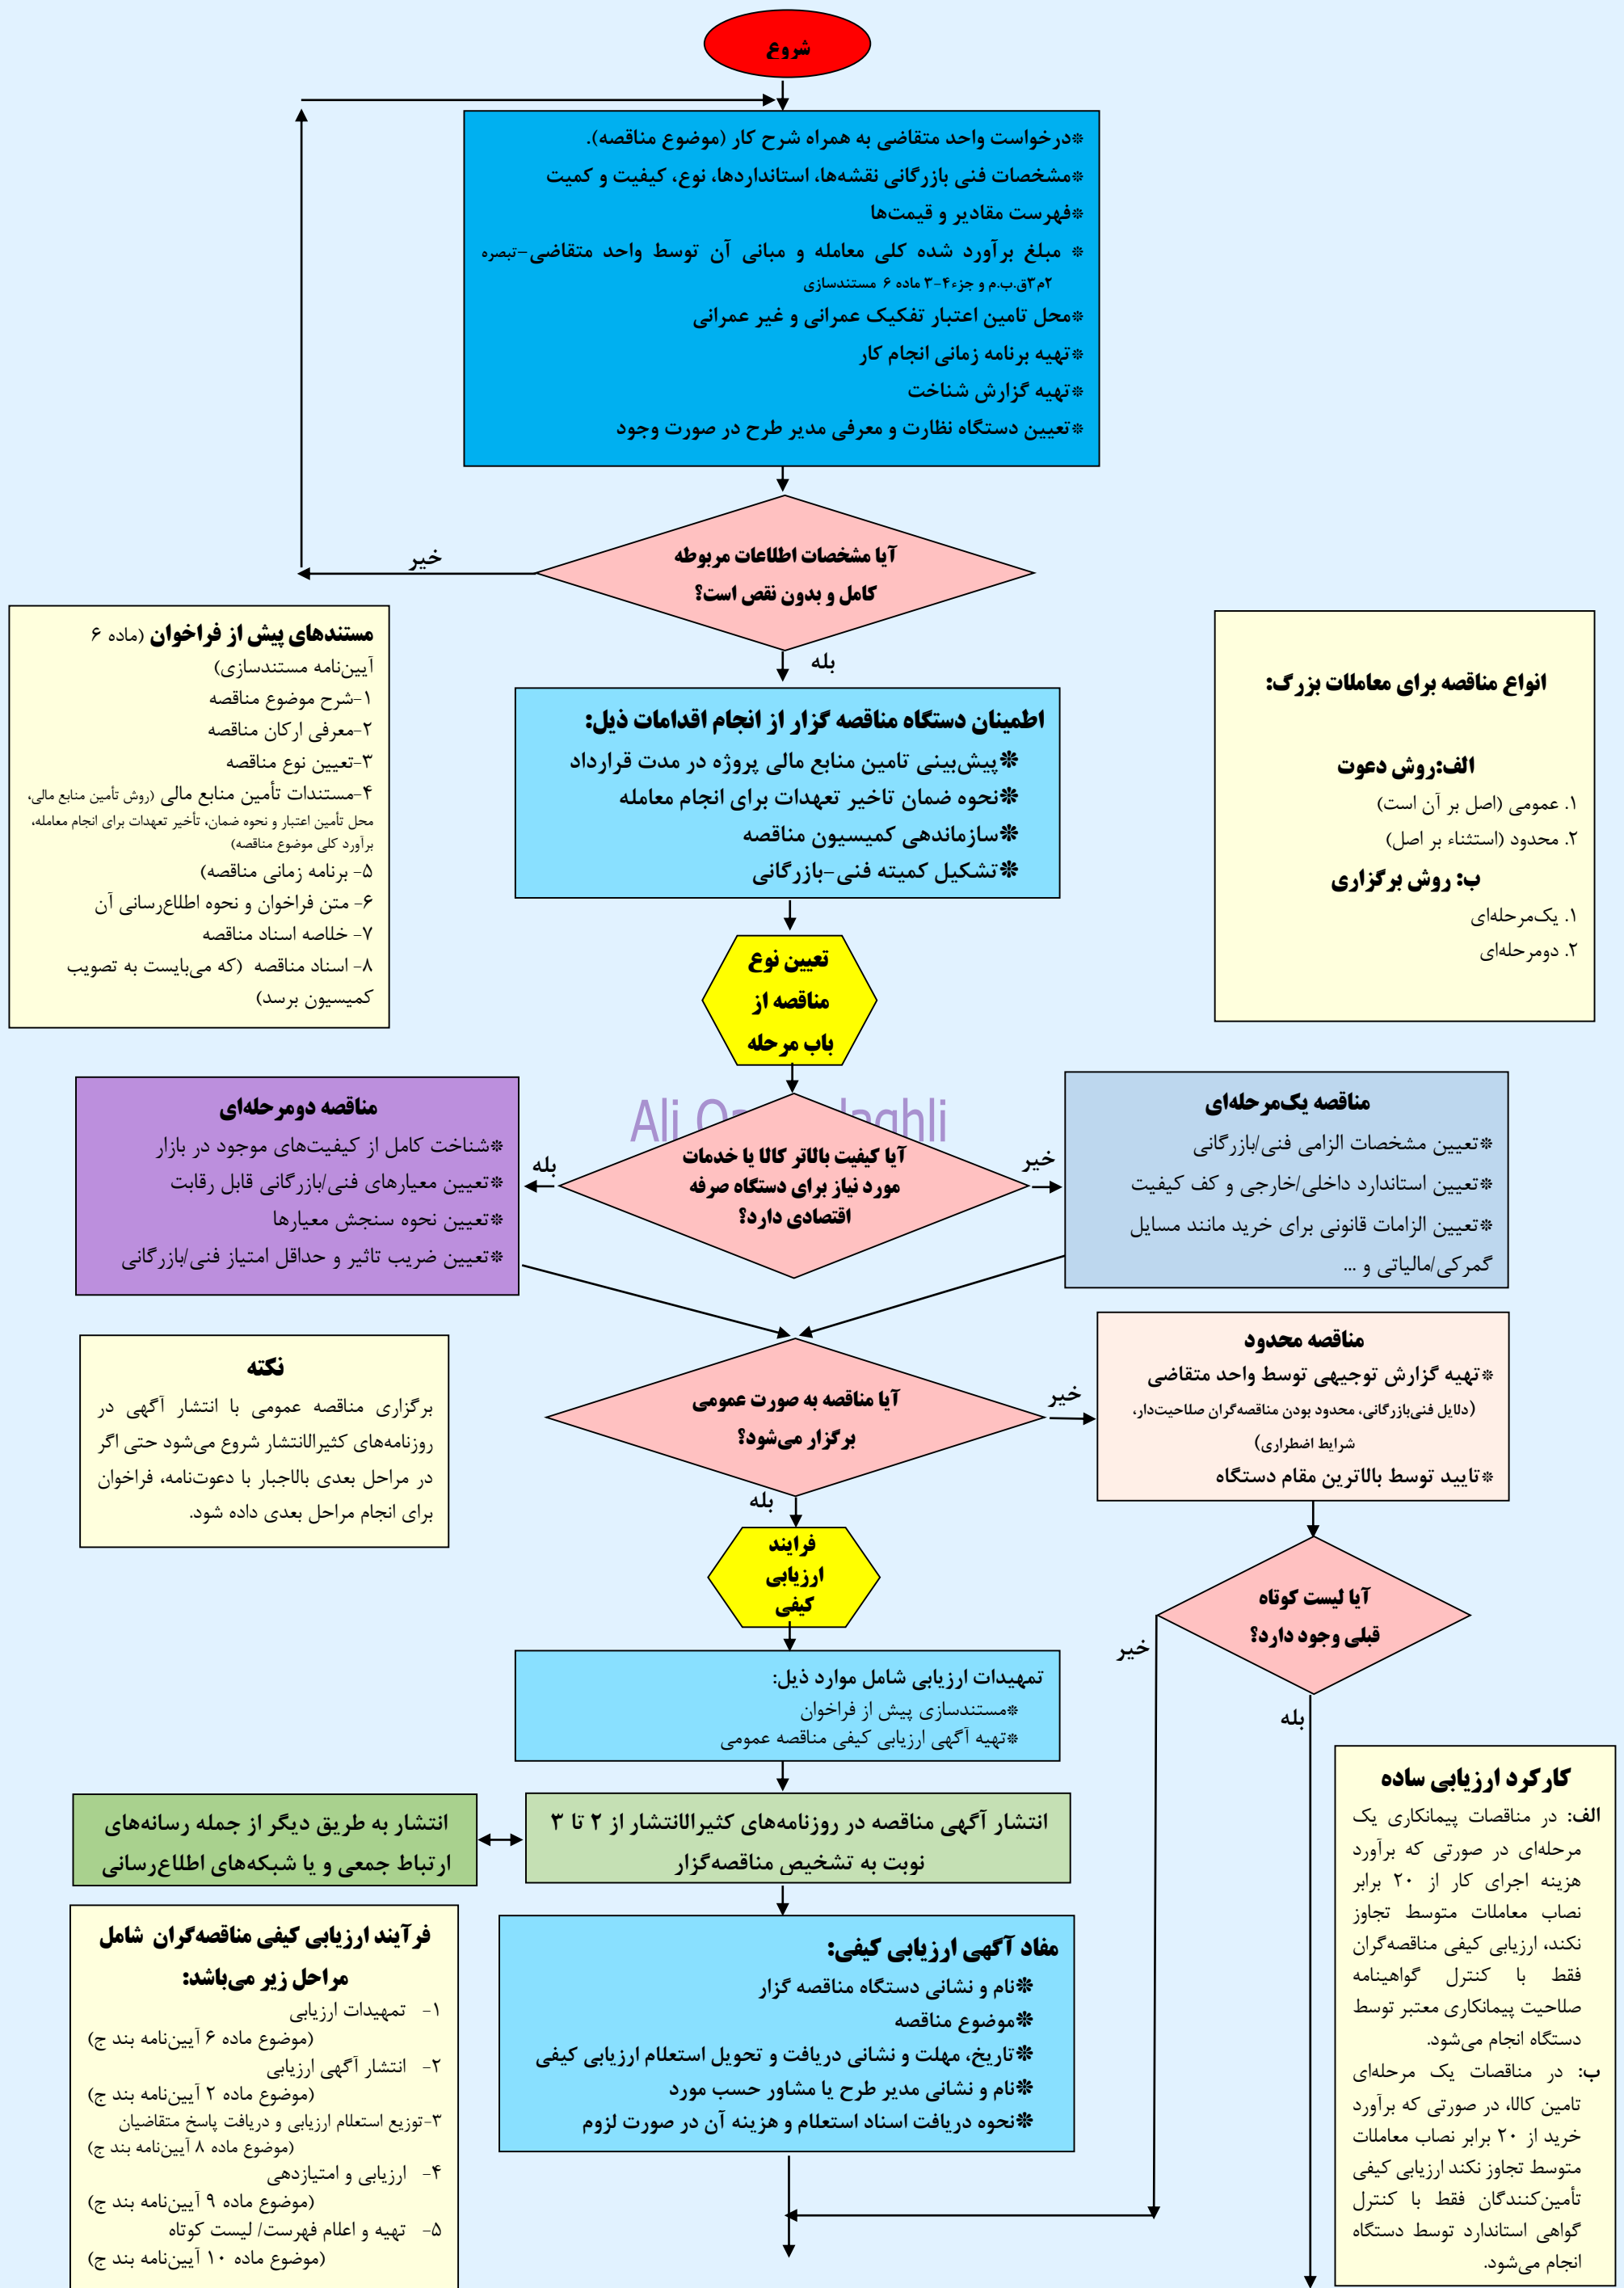 شروع
*درخواست واحد متقاضی به همراه شرح کار (موضوع مناقصه).
*مشخصات فنی بازرگانی نقشه‌ها، استانداردها، نوع، کیفیت و کمیت
*فهرست مقادیر و قیمت‌ها
* مبلغ برآورد شده کلی معامله و مبانی آن توسط واحد متقاضی-تبصره
۲م۳ق.ب.م و جزء۴-۳ ماده ۶ مستندسازی
*محل تامین اعتبار تفکیک عمرانی و غیر عمرانی
*تهیه برنامه زمانی انجام کار
*تهیه گزارش شناخت
*تعیین دستگاه نظارت و معرفی مدیر طرح در صورت وجود
آیا مشخصات اطلاعات مربوطه
کامل و بدون نقص است؟
خیر
بله
مستندهای پیش از فراخوان (ماده ۶
آیین‌نامه مستندسازی)
۱-شرح موضوع مناقصه
۲-معرفی ارکان مناقصه
۳-تعیین نوع مناقصه
۴-مستندات تأمین منابع مالی (روش تأمین منابع مالی،
محل تأمین اعتبار و نحوه ضمان، تأخیر تعهدات برای انجام معامله،
برآورد کلی موضوع مناقصه)
۵- برنامه زمانی مناقصه)
۶- متن فراخوان و نحوه اطلاع‌رسانی آن
۷- خلاصه اسناد مناقصه
۸- اسناد مناقصه (که می‌بایست به تصویب
کمیسیون برسد)
انواع مناقصه برای معاملات بزرگ:
الف:روش دعوت
۱. عمومی (اصل بر آن است)
۲. محدود (استثناء بر اصل)
ب: روش برگزاری
۱. یک‌مرحله‌ای
۲. دومرحله‌ای
اطمینان دستگاه مناقصه گزار از انجام اقدامات ذیل:
*پیش‌بینی تامین منابع مالی پروژه در مدت قرارداد
*نحوه ضمان تاخیر تعهدات برای انجام معامله
*سازماندهی کمیسیون مناقصه
*تشکیل کمیته فنی-بازرگانی
تعیین نوع
مناقصه از
باب مرحله
Ali
aghli
آیا کیفیت بالاتر کالا یا خدمات
مورد نیاز برای دستگاه صرفه
اقتصادی دارد؟
خیر
بله
مناقصه یک‌مرحله‌ای
*تعیین مشخصات الزامی فنی/بازرگانی
*تعیین استاندارد داخلی/خارجی و کف کیفیت
*تعیین الزامات قانونی برای خرید مانند مسایل
گمرکی/مالیاتی و ...
مناقصه دومرحله‌ای
*شناخت کامل از کیفیت‌های موجود در بازار
*تعیین معیارهای فنی/بازرگانی قابل رقابت
*تعیین نحوه سنجش معیارها
*تعیین ضریب تاثیر و حداقل امتیاز فنی/بازرگانی
آیا مناقصه به صورت عمومی
برگزار می‌شود؟
خیر
بله
مناقصه محدود
*تهیه گزارش توجیهی توسط واحد متقاضی
(دلایل فنی‌بازرگانی، محدود بودن مناقصه‌گران صلاحیت‌دار،
شرایط اضطراری)
*تایید توسط بالاترین مقام دستگاه
نکته
برگزاری مناقصه عمومی با انتشار آگهی در
روزنامه‌های کثیرالانتشار شروع می‌شود حتی اگر
در مراحل بعدی بالاجبار با دعوت‌نامه، فراخوان
برای انجام مراحل بعدی داده شود.
فرایند
ارزیابی
کیفی
آیا لیست کوتاه
قبلی وجود دارد؟
خیر
بله
تمهیدات ارزیابی شامل موارد ذیل:
*مستندسازی پیش از فراخوان
*تهیه آگهی ارزیابی کیفی مناقصه عمومی
انتشار آگهی مناقصه در روزنامه‌های کثیرالانتشار از ۲ تا ۳
نوبت به تشخیص مناقصه‌گزار
انتشار به طریق دیگر از جمله رسانه‌های
ارتباط جمعی و یا شبکه‌های اطلاع‌رسانی
مفاد آگهی ارزیابی کیفی:
*نام و نشانی دستگاه مناقصه گزار
*موضوع مناقصه
*تاریخ، مهلت و نشانی دریافت و تحویل استعلام ارزیابی کیفی
*نام و نشانی مدیر طرح یا مشاور حسب مورد
*نحوه دریافت اسناد استعلام و هزینه آن در صورت لزوم
کارکرد ارزیابی ساده
الف: در مناقصات پیمانکاری یک
مرحله‌ای در صورتی که برآورد
هزینه اجرای کار از ۲۰ برابر
نصاب معاملات متوسط تجاوز
نکند، ارزیابی کیفی مناقصه‌گران
فقط با کنترل گواهینامه
صلاحیت پیمانکاری معتبر توسط
دستگاه انجام می‌شود.
ب: در مناقصات یک مرحله‌ای
تامین کالا، در صورتی که برآورد
خرید از ۲۰ برابر نصاب معاملات
متوسط تجاوز نکند ارزیابی کیفی
تأمین‌کنندگان فقط با کنترل
گواهی استاندارد توسط دستگاه
انجام می‌شود.
فرآیند ارزیابی کیفی مناقصه‌گران شامل
مراحل زیر می‌باشد:
۱- تمهیدات ارزیابی
(موضوع ماده ۶ آیین‌نامه بند ج)
۲- انتشار آگهی ارزیابی
(موضوع ماده ۲ آیین‌نامه بند ج)
۳-توزیع استعلام ارزیابی و دریافت پاسخ متقاضیان
(موضوع ماده ۸ آیین‌نامه بند ج)
۴- ارزیابی و امتیازدهی
(موضوع ماده ۹ آیین‌نامه بند ج)
۵- تهیه و اعلام فهرست/ لیست کوتاه
(موضوع ماده ۱۰ آیین‌نامه بند ج)